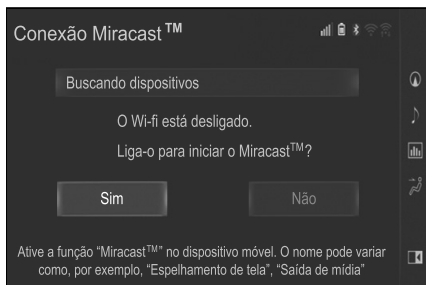 Conexão Miracast™
Buscando dispositivos
O Wi-fi está desligado.
Liga-o para iniciar o Miracast™?
Sim
Não
Ative a função “Miracast™” no dispositivo móvel. O nome pode variar
como, por exemplo, “Espelhamento de tela”, “Saída de mídia”